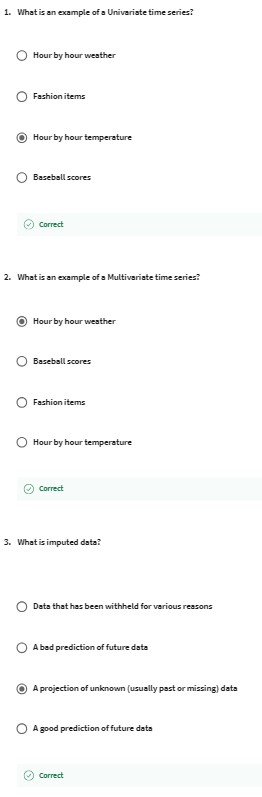 1. What is an example of a Univariate time series?
Hour by hour weather
Fashion items
Hour by hour temperature
Baseball scores
Correct
2. What is an example of a Multivariate time series?
Hour by hour weather
Baseball scores
Fashion items
Hour by hour temperature
Correct
3. What is imputed data?
Data that has been withheld for various reasons
A bad prediction of future data
A projection of unknown (usually past or missing) data
A good prediction of future data
Correct